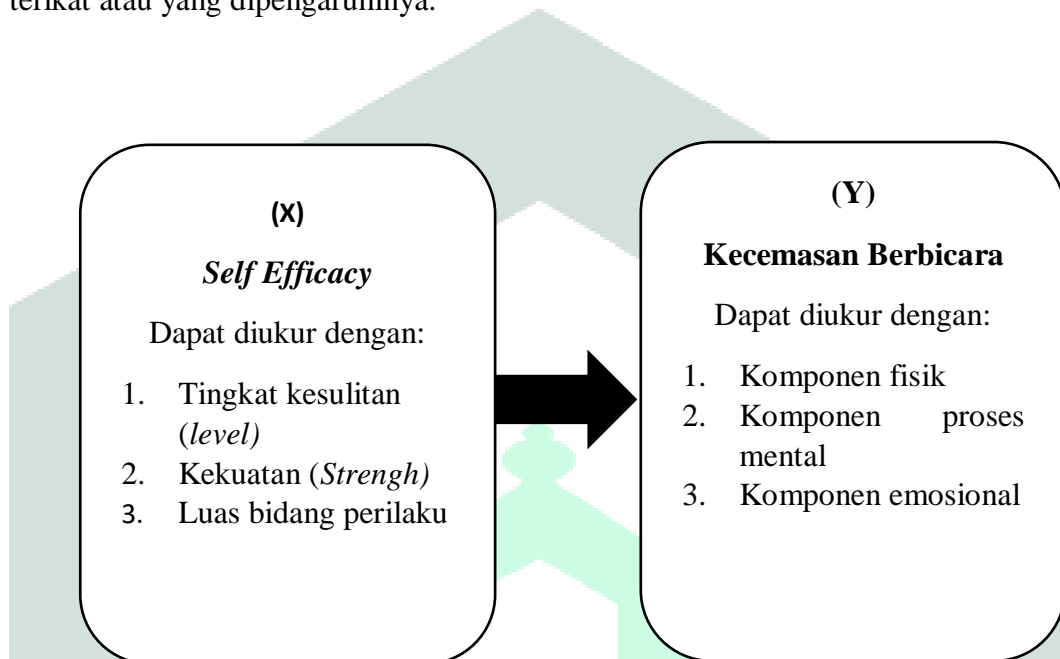 terikat atau yang dipengaruhinya.
(X)
Self Efficacy
Dapat diukur dengan:
1. Tingkat kesulitan
(level)
2. Kekuatan (Strengh)
3. Luas bidang perilaku
(Y)
Kecemasan Berbicara
Dapat diukur dengan:
1. Komponen fisik
2. Komponen proses
mental
3. Komponen emosional